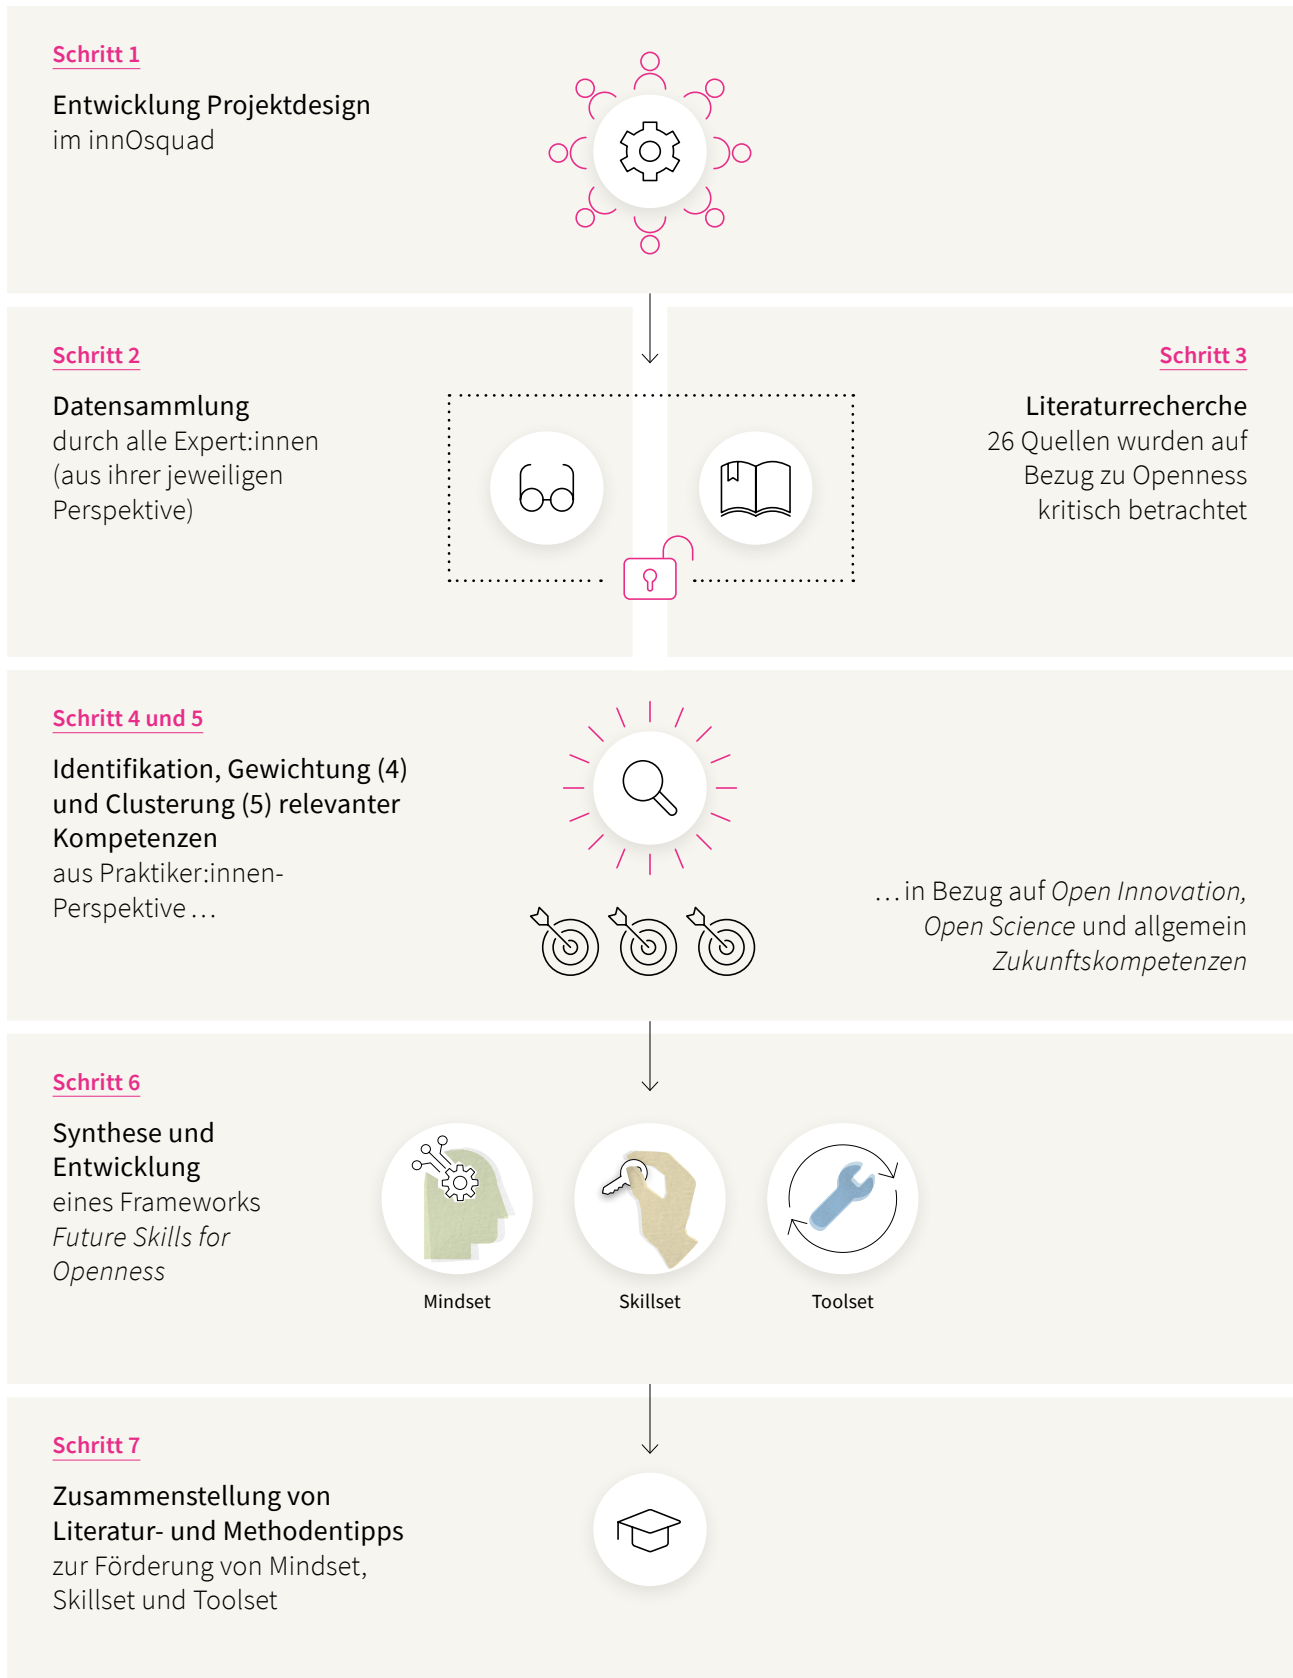 Schritt 1
Entwicklung Projektdesign
im innOsquad
Schritt 2
Datensammlung
durch alle Expert:innen
(aus ihrer jeweiligen
Perspektive)
Schritt 3
Literaturrecherche
26 Quellen wurden auf
Bezug zu Openness
kritisch betrachtet
Schritt 4 und 5
Identifikation, Gewichtung (4)
und Clusterung (5) relevanter
Kompetenzen
aus Praktiker:innen-
Perspektive …
… in Bezug auf Open Innovation,
Open Science und allgemein
Zukunftskompetenzen
Schritt 6
Synthese und
Entwicklung
eines Frameworks
Future Skills for
Openness
Mindset
Skillset
Toolset
Schritt 7
Zusammenstellung von
Literatur- und Methodentipps
zur Förderung von Mindset,
Skillset und Toolset